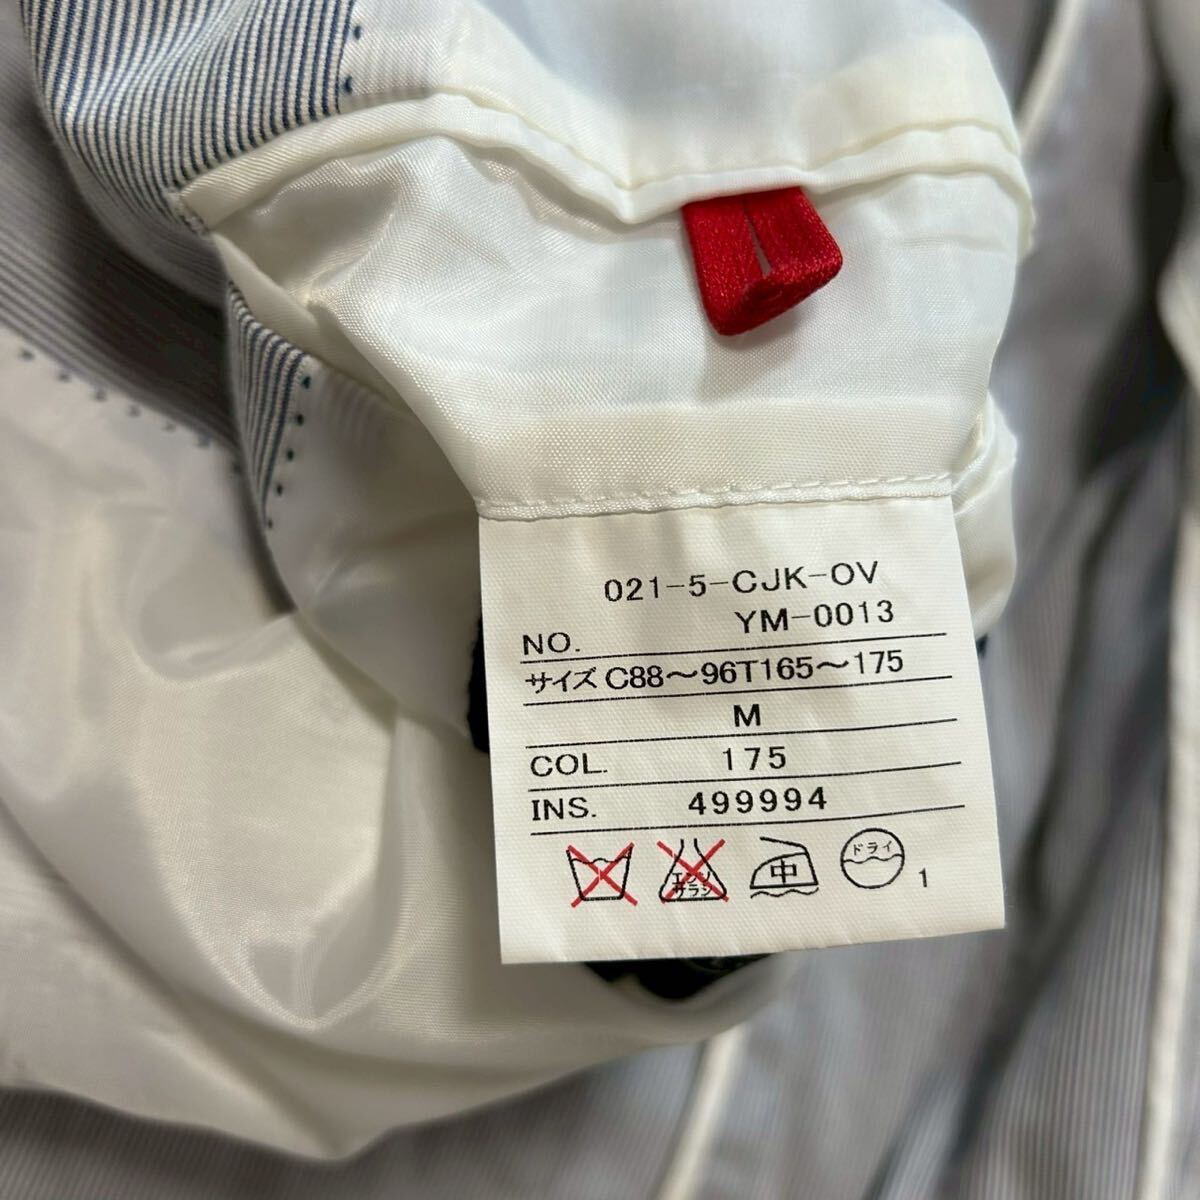 021-5-CJK-OV
NO. YM-0013
サイズ C88～96T165～175
M
COL. 175
INS. 499994
エンソ
サラシ
中
ドライ
1